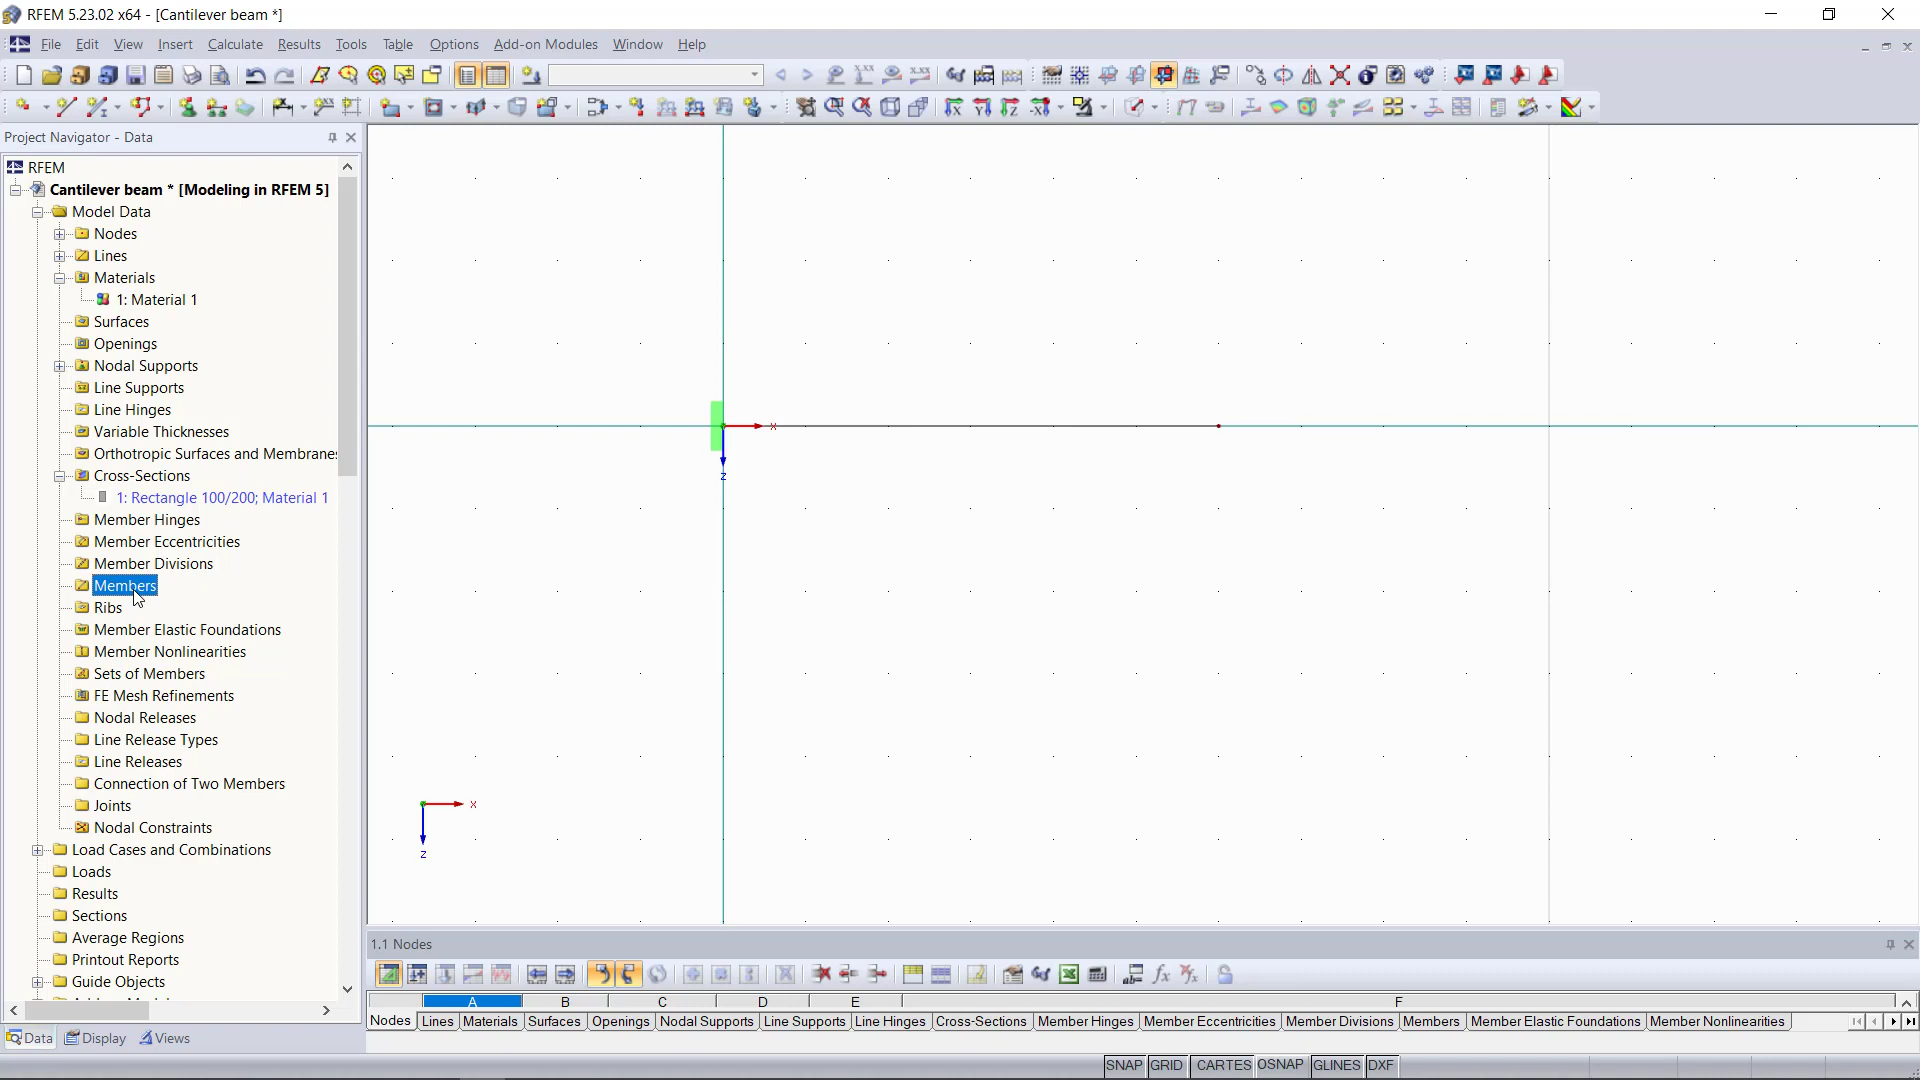 RFEM 5.23.02 x64 - [Cantilever beam *]
File Edit View Insert Calculate Results Tools Table Options Add-on Modules Window Help
Project Navigator - Data
RFEM
Cantilever beam * [Modeling in RFEM 5]
Model Data
Nodes
Lines
Materials
1: Material 1
Surfaces
Openings
Nodal Supports
Line Supports
Line Hinges
Variable Thicknesses
Orthotropic Surfaces and Membranes
Cross-Sections
1: Rectangle 100/200; Material 1
Member Hinges
Member Eccentricities
Member Divisions
Members
Ribs
Member Elastic Foundations
Member Nonlinearities
Sets of Members
FE Mesh Refinements
Nodal Releases
Line Release Types
Line Releases
Connection of Two Members
Joints
Nodal Constraints
Load Cases and Combinations
Loads
Results
Sections
Average Regions
Printout Reports
Guide Objects
Data Display Views
X
Z
X
Z
1.1 Nodes
A B C D E F
Nodes Lines Materials Surfaces Openings Nodal Supports Line Supports Line Hinges Cross-Sections Member Hinges Member Eccentricities Member Divisions Members Member Elastic Foundations Member Nonlinearities
SNAP GRID CARTES OSNAP GLINES DXF